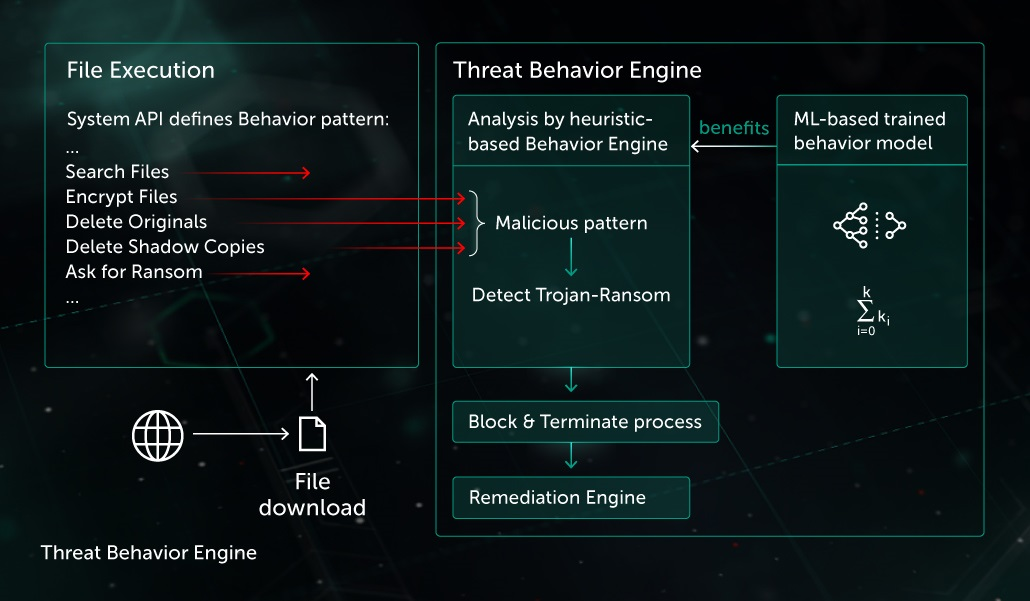 File Execution
System API defines Behavior pattern:
...
Search Files
Encrypt Files
Delete Originals
Delete Shadow Copies
Ask for Ransom
...
File
download
Threat Behavior Engine
Threat Behavior Engine
Analysis by heuristic-
based Behavior Engine
benefits
ML-based trained
behavior model
Malicious pattern
Detect Trojan-Ransom
k
∑ kᵢ
i=0
Block & Terminate process
Remediation Engine